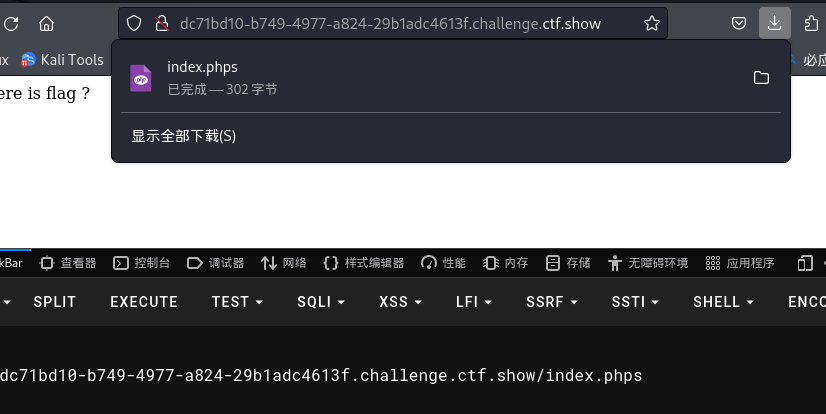 dc71bd10-b749-4977-a824-29b1adc4613f.challenge.ctf.show
Kali Tools
index.phps
已完成 — 302 字节
显示全部下载(S)
ere is flag ?
kBar 查看器 控制台 调试器 网络 样式编辑器 性能 内存 存储 无障碍环境 应用程序
SPLIT EXECUTE TEST SQLI XSS LFI SSRF SSTI SHELL ENCO
dc71bd10-b749-4977-a824-29b1adc4613f.challenge.ctf.show/index.phps